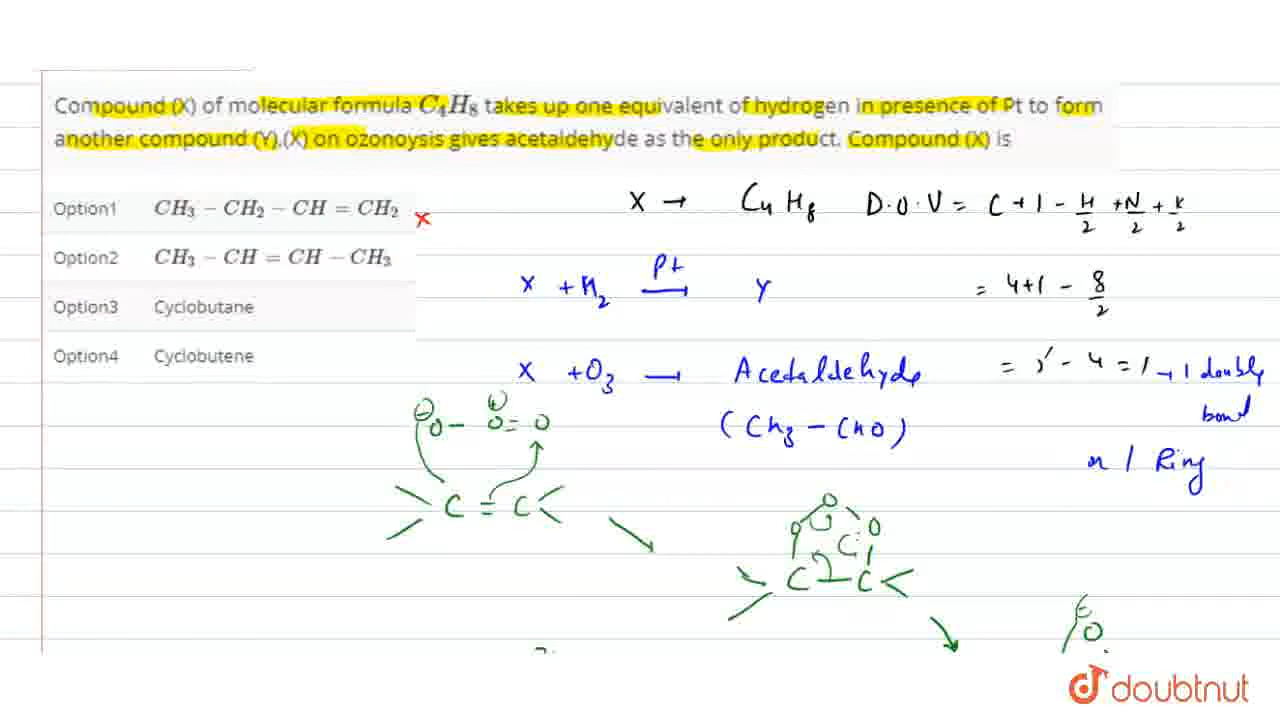 Compound (X) of molecular formula C₄H₈ takes up one equivalent of hydrogen in presence of Pt to form
another compound (Y).(X) on ozonoysis gives acetaldehyde as the only product. Compound (X) is
Option1 CH₃ − CH₂ − CH = CH₂ ×
Option2 CH₃ − CH = CH − CH₃
Option3 Cyclobutane
Option4 Cyclobutene
X → C₄H₈ D.O.U = C + 1 - H/2 + N/2 + X/2
X + H₂ Pt → Y = 4+1 - 8/2
X + O₃ → Acetaldehyde = 5 - 4 = 1 → 1 double
bond
(CH₃ - CHO)
or 1 Ring
⊖O - O⊕ = O
C = C
O O O
C - C
⊖O
doubtnut